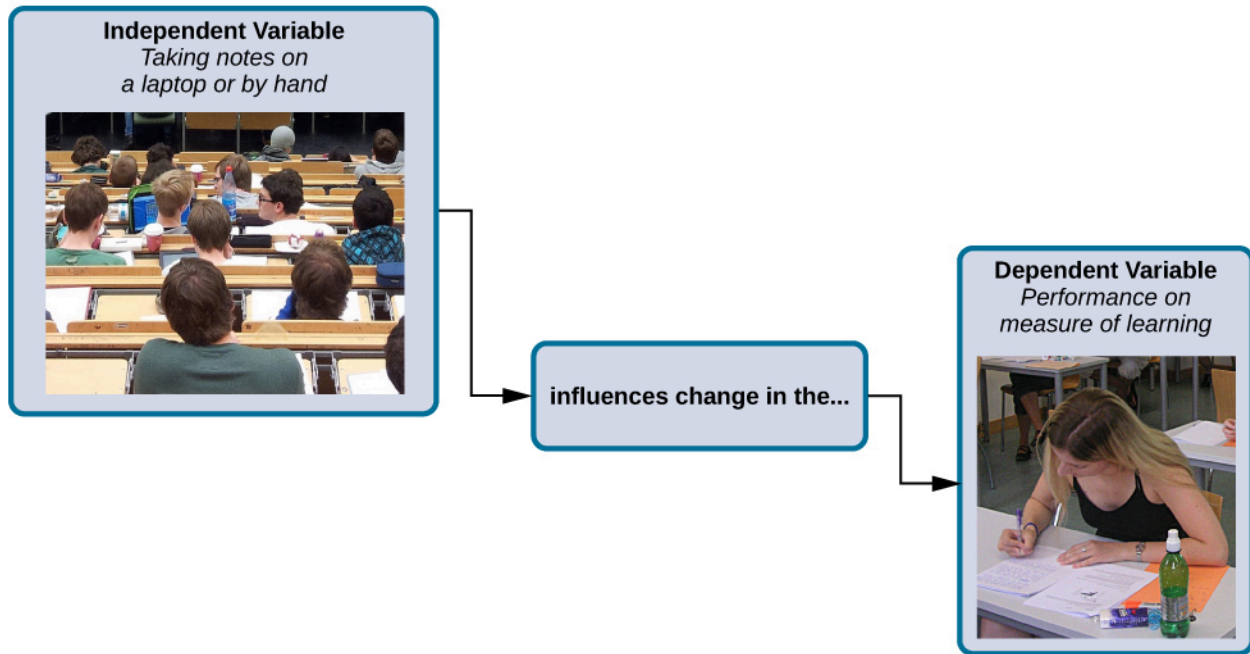 Independent Variable
Taking notes on
a laptop or by hand
influences change in the...
Dependent Variable
Performance on
measure of learning